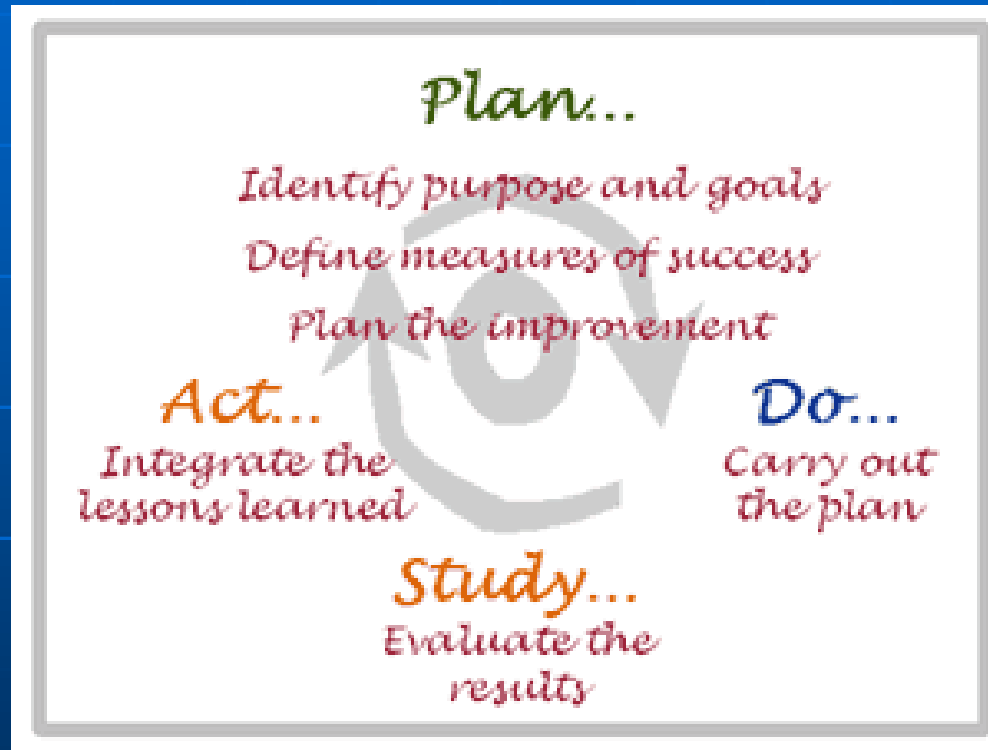 Plan...
Identify purpose and goals
Define measures of success
Plan the improvement
Act...
Integrate the
lessons learned
Do...
Carry out
the plan
Study...
Evaluate the
results